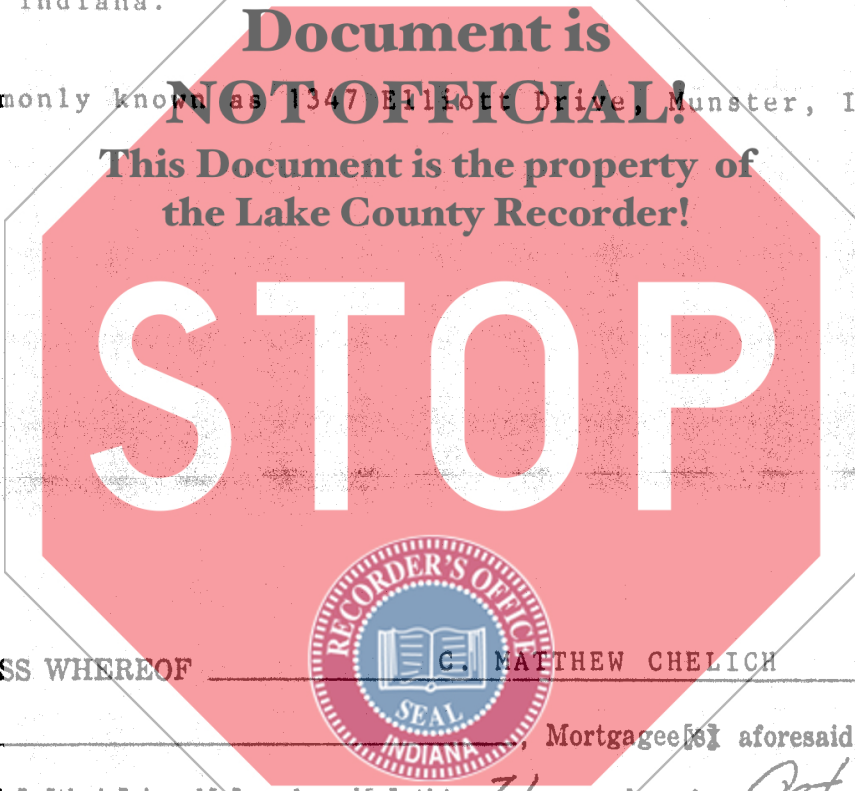 Indiana.
Document is
NOT OFFICIAL!
monly known as 1347 Elliott Drive, Munster, I
This Document is the property of
the Lake County Recorder!
STOP
RECORDER'S OFFICE
SEAL
INDIANA
SS WHEREOF C. MATTHEW CHELICH
, Mortgagee[s] aforesaid